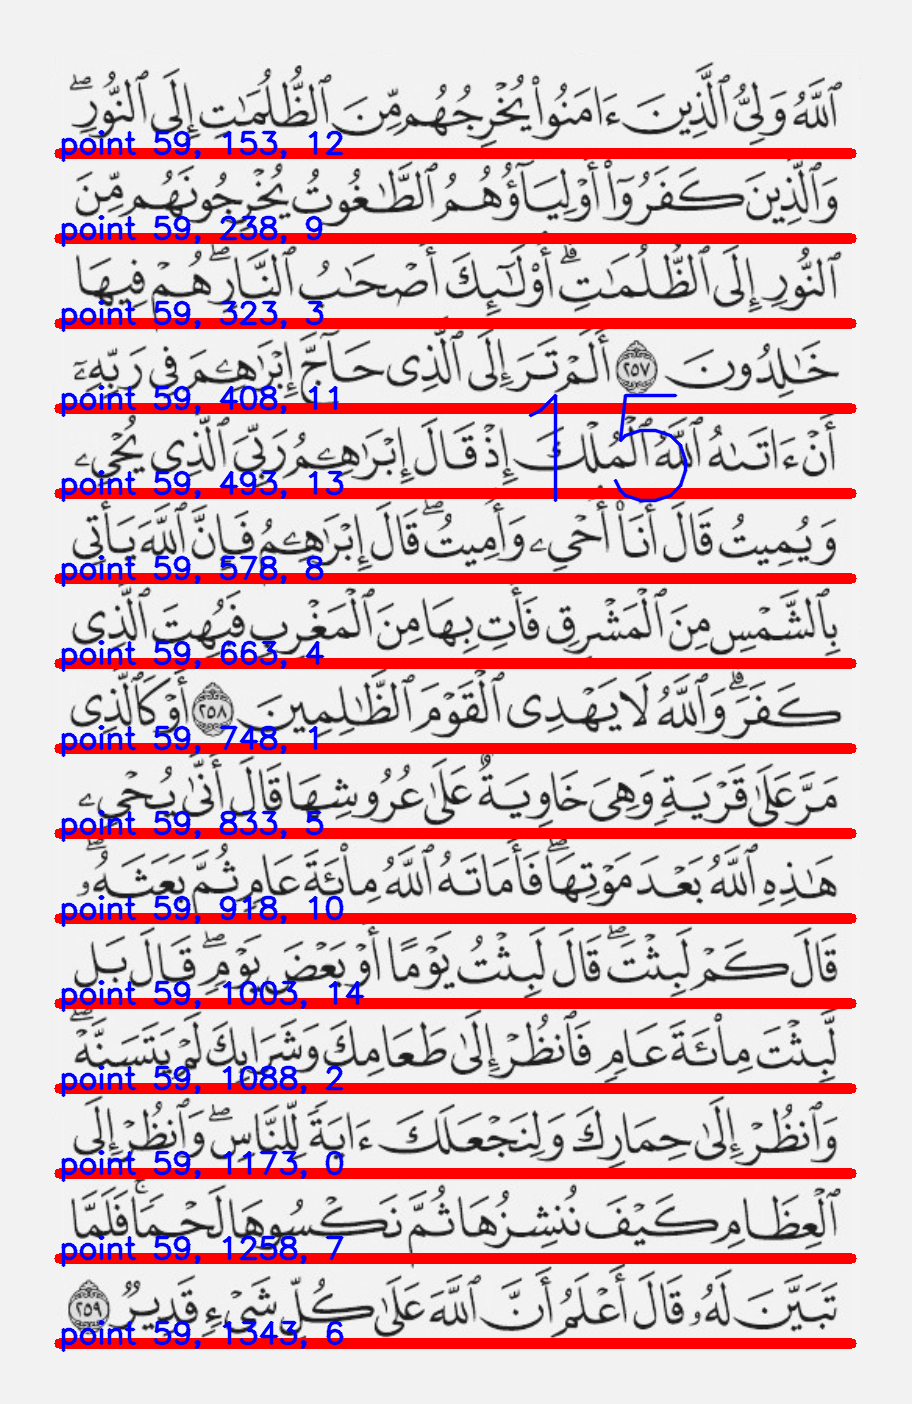 ٱللَّهُ وَلِىُّ ٱلَّذِينَ ءَامَنُوا۟ يُخْرِجُهُم مِّنَ ٱلظُّلُمَـٰتِ إِلَى ٱلنُّورِ ۖ
point 59, 153, 12
وَٱلَّذِينَ كَفَرُوٓا۟ أَوْلِيَآؤُهُمُ ٱلطَّـٰغُوتُ يُخْرِجُونَهُم مِّنَ
point 59, 238, 9
ٱلنُّورِ إِلَى ٱلظُّلُمَـٰتِ ۗ أُو۟لَـٰٓئِكَ أَصْحَـٰبُ ٱلنَّارِ ۖ هُمْ فِيهَا
point 59, 323, 3
خَـٰلِدُونَ ٢٥٧ أَلَمْ تَرَ إِلَى ٱلَّذِى حَآجَّ إِبْرَٰهِـۧمَ فِى رَبِّهِۦٓ
point 59, 408, 11
15
أَنْ ءَاتَىٰهُ ٱللَّهُ ٱلْمُلْكَ إِذْ قَالَ إِبْرَٰهِـۧمُ رَبِّىَ ٱلَّذِى يُحْىِۦ
point 59, 493, 13
وَيُمِيتُ قَالَ أَنَا۠ أُحْىِۦ وَأُمِيتُ ۖ قَالَ إِبْرَٰهِـۧمُ فَإِنَّ ٱللَّهَ يَأْتِى
point 59, 578, 8
بِٱلشَّمْسِ مِنَ ٱلْمَشْرِقِ فَأْتِ بِهَا مِنَ ٱلْمَغْرِبِ فَبُهِتَ ٱلَّذِى
point 59, 663, 4
كَفَرَ ۗ وَٱللَّهُ لَا يَهْدِى ٱلْقَوْمَ ٱلظَّـٰلِمِينَ ٢٥٨ أَوْ كَٱلَّذِى
point 59, 748, 1
مَرَّ عَلَىٰ قَرْيَةٍ وَهِىَ خَاوِيَةٌ عَلَىٰ عُرُوشِهَا قَالَ أَنَّىٰ يُحْىِۦ
point 59, 833, 5
هَـٰذِهِ ٱللَّهُ بَعْدَ مَوْتِهَا ۖ فَأَمَاتَهُ ٱللَّهُ مِا۟ئَةَ عَامٍ ثُمَّ بَعَثَهُۥ ۖ
point 59, 918, 10
قَالَ كَمْ لَبِثْتَ ۖ قَالَ لَبِثْتُ يَوْمًا أَوْ بَعْضَ يَوْمٍ ۖ قَالَ بَل
point 59, 1003, 14
لَّبِثْتَ مِا۟ئَةَ عَامٍ فَٱنظُرْ إِلَىٰ طَعَامِكَ وَشَرَابِكَ لَمْ يَتَسَنَّهْ ۖ
point 59, 1088, 2
وَٱنظُرْ إِلَىٰ حِمَارِكَ وَلِنَجْعَلَكَ ءَايَةً لِّلنَّاسِ ۖ وَٱنظُرْ إِلَى
point 59, 1173, 0
ٱلْعِظَامِ كَيْفَ نُنشِزُهَا ثُمَّ نَكْسُوهَا لَحْمًا ۚ فَلَمَّا
point 59, 1258, 7
تَبَيَّنَ لَهُۥ قَالَ أَعْلَمُ أَنَّ ٱللَّهَ عَلَىٰ كُلِّ شَىْءٍ قَدِيرٌ ٢٥٩
point 59, 1343, 6